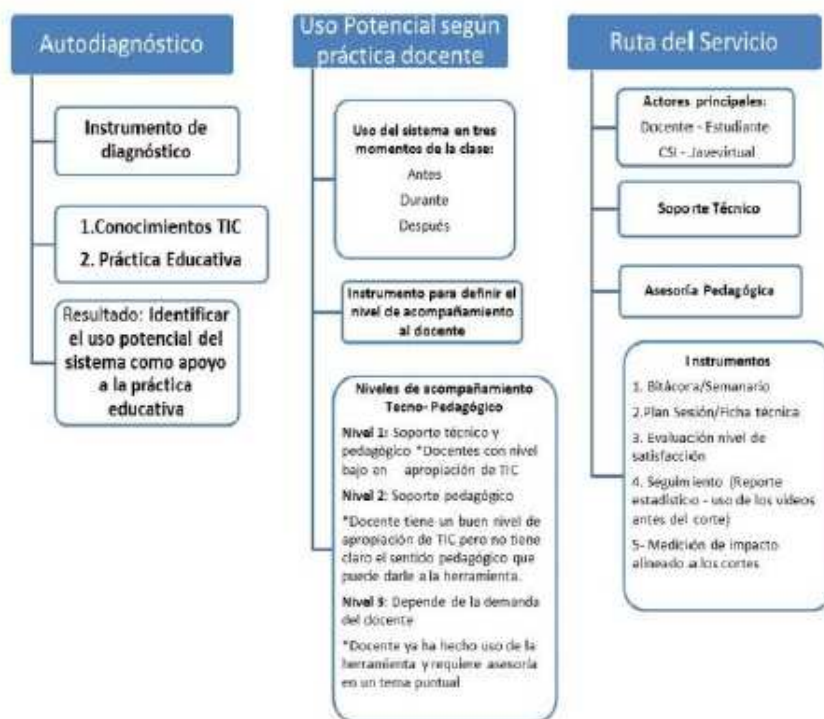 Autodiagnóstico
Instrumento de
diagnóstico
1.Conocimientos TIC
2. Práctica Educativa
Resultado: Identificar
el uso potencial del
sistema como apoyo
a la práctica
educativa
Uso Potencial según
práctica docente
Uso del sistema en tres
momentos de la clase:
Antes
Durante
Después
Instrumento para definir el
nivel de acompañamiento
al docente
Niveles de acompañamiento
Tecno- Pedagógico
Nivel 1: Soporte técnico y
pedagógico *Docentes con nivel
bajo en apropiación de TIC
Nivel 2: Soporte pedagógico
*Docente tiene un buen nivel de
apropiación de TIC pero no tiene
claro el sentido pedagógico que
puede darle a la herramienta.
Nivel 3: Depende de la demanda
del docente
*Docente ya ha hecho uso de la
herramienta y requiere asesoría
en un tema puntual
Ruta del Servicio
Actores principales:
Docente - Estudiante
CSI - Javevirtual
Soporte Técnico
Asesoría Pedagógica
Instrumentos
1. Bitácora/Semanario
2.Plan Sesión/Ficha técnica
3. Evaluación nivel de
satisfacción
4. Seguimiento (Reporte
estadístico - uso de los videos
antes del corte)
5- Medición de impacto
alineado a los cortes